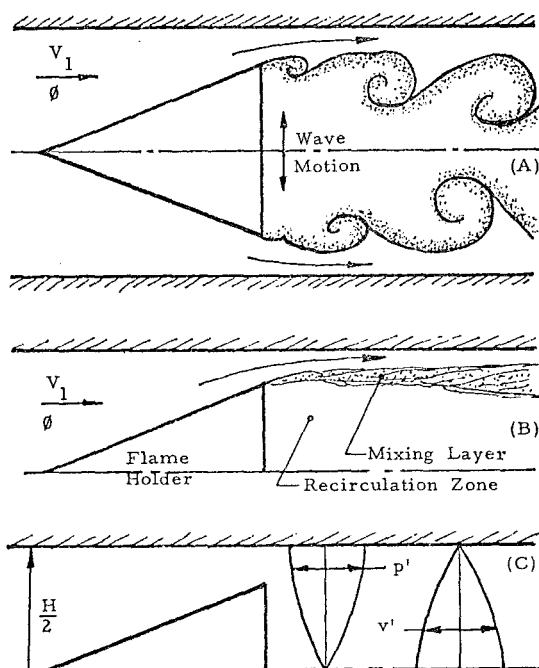 V1
ø
Wave
Motion
(A)
V1
ø
(B)
Flame
Holder
Mixing Layer
Recirculation Zone
(C)
H/2
p'
v'